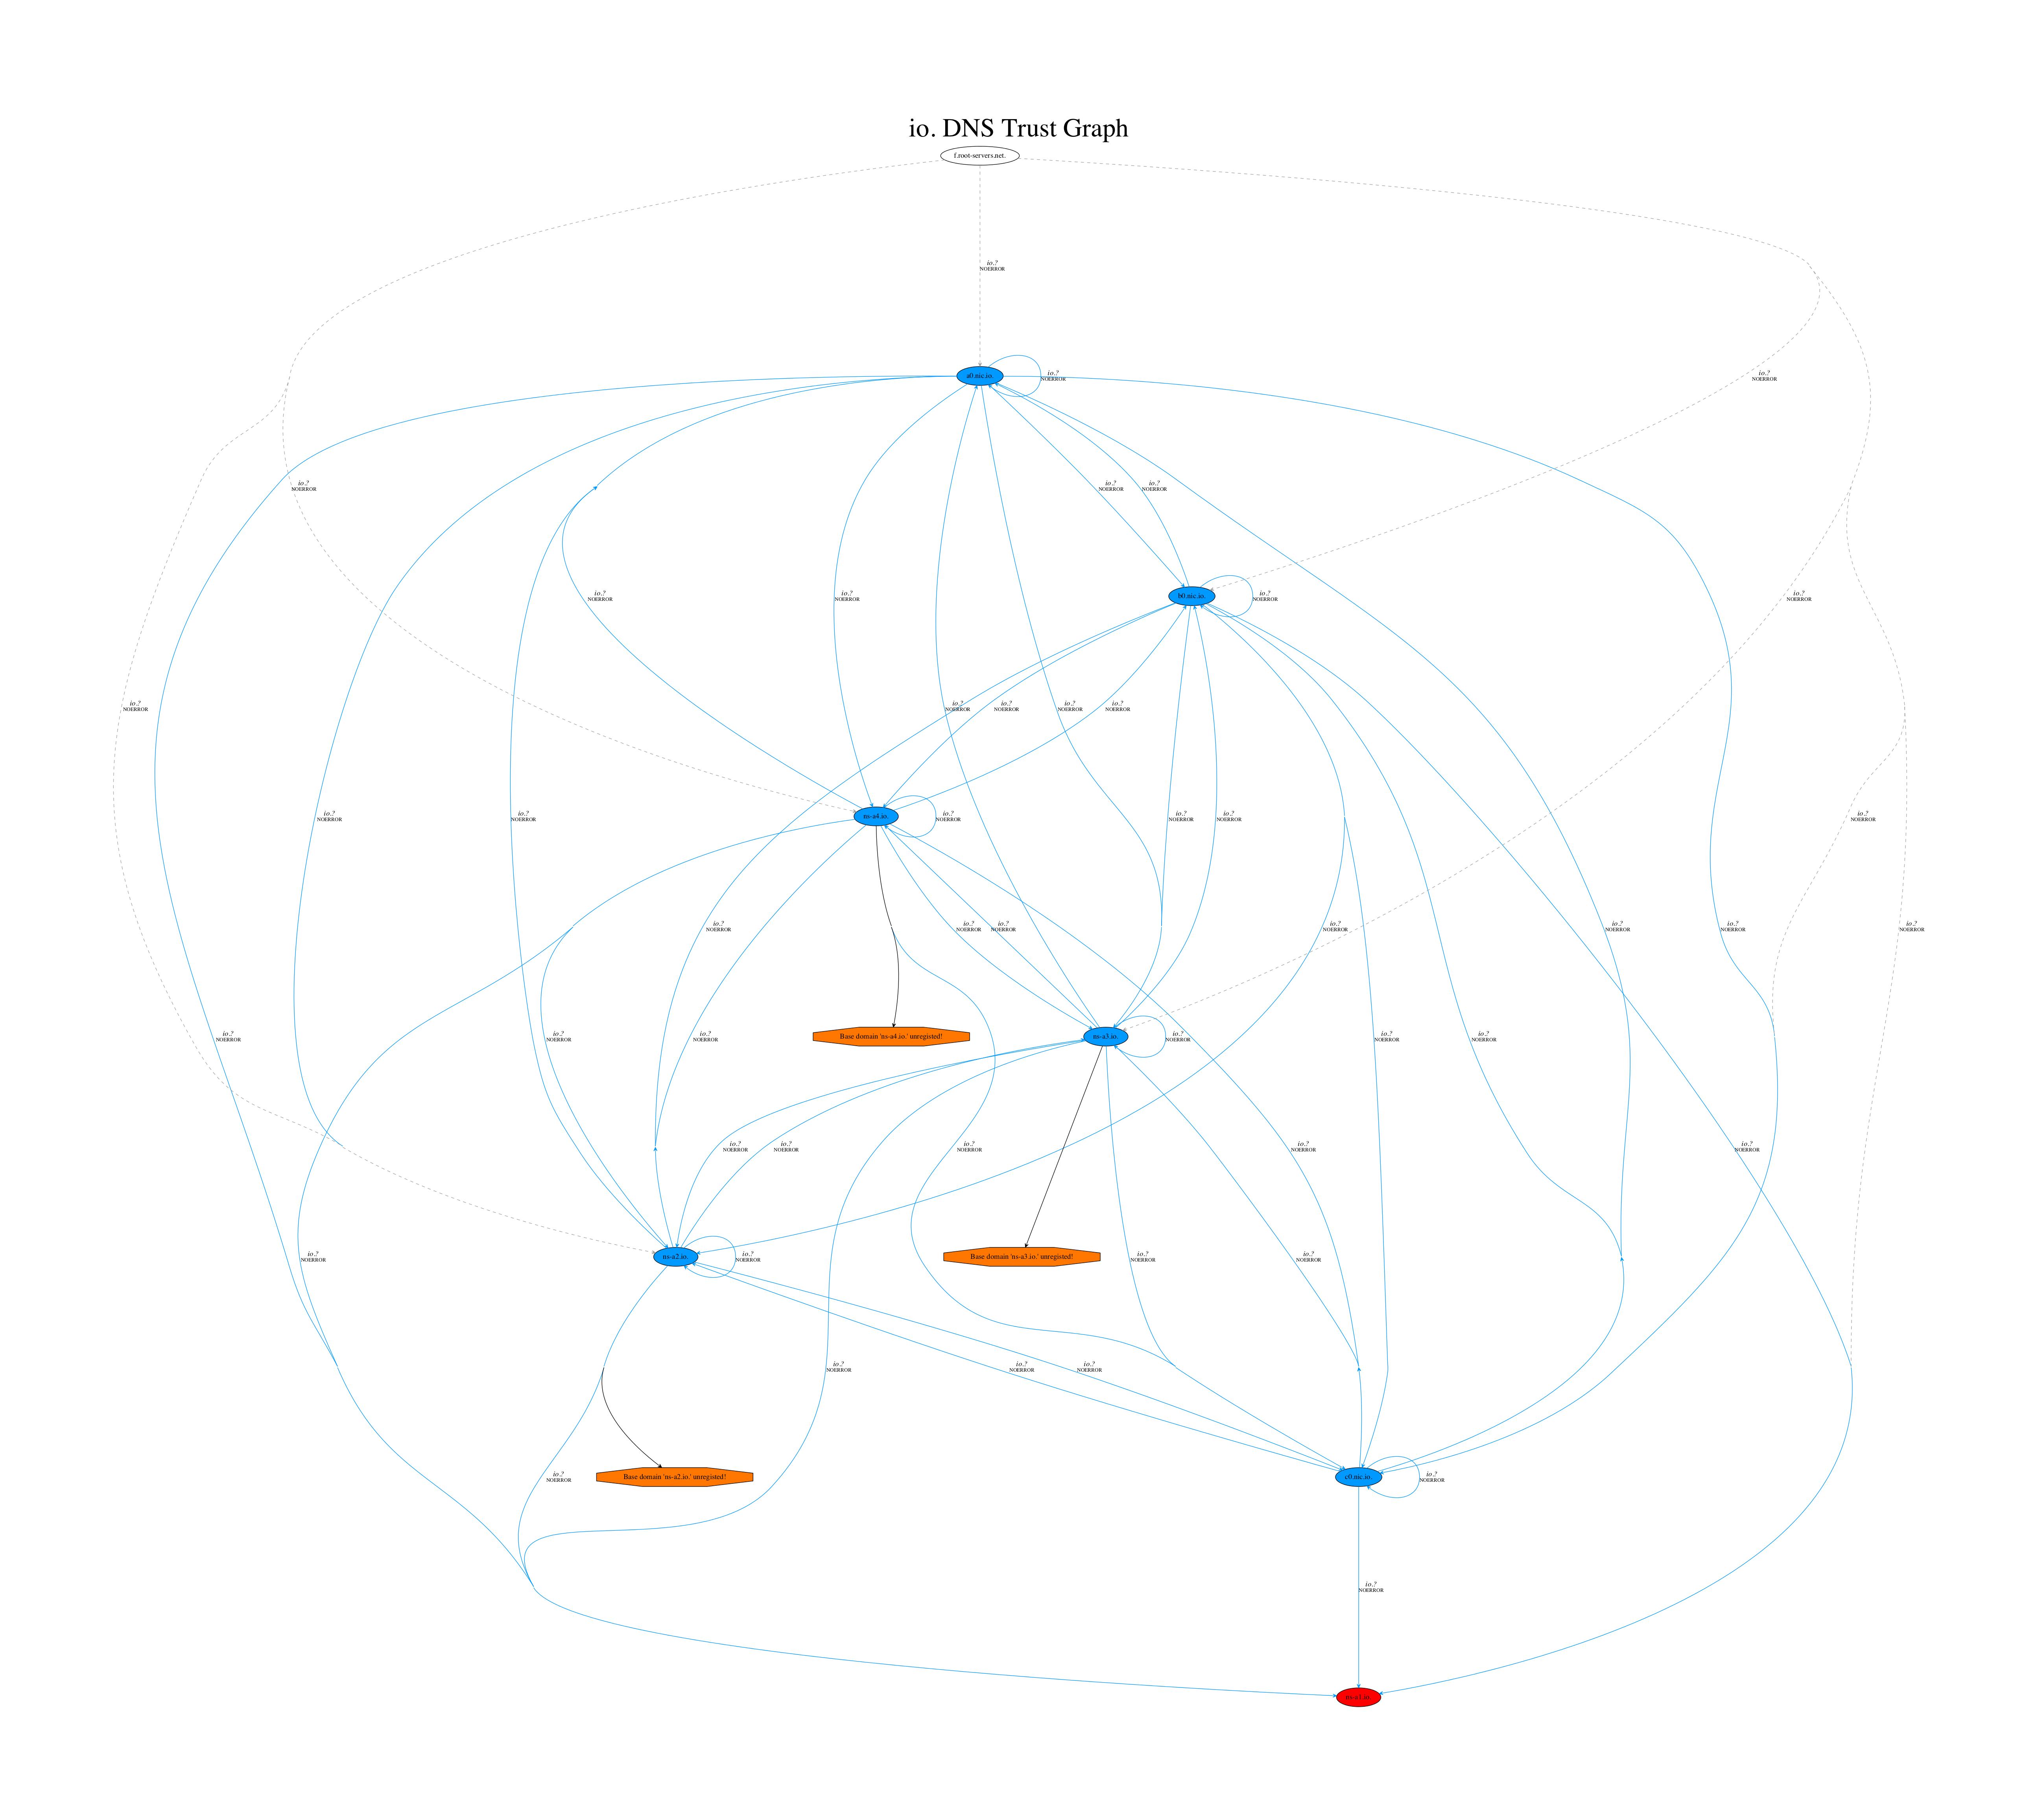 io. DNS Trust Graph
f.root-servers.net.
io.?
NOERROR
a0.nic.io.
io.?
NOERROR
io.?
NOERROR
io.?
NOERROR
io.?
NOERROR
io.?
NOERROR
io.?
NOERROR
io.?
NOERROR
b0.nic.io.
io.?
NOERROR
io.?
NOERROR
io.?
NOERROR
io.?
NOERROR
io.?
NOERROR
io.?
NOERROR
io.?
NOERROR
io.?
NOERROR
io.?
NOERROR
ns-a4.io.
io.?
NOERROR
io.?
NOERROR
io.?
NOERROR
io.?
NOERROR
io.?
NOERROR
io.?
NOERROR
io.?
NOERROR
io.?
NOERROR
io.?
NOERROR
io.?
NOERROR
io.?
NOERROR
io.?
NOERROR
io.?
NOERROR
io.?
NOERROR
Base domain 'ns-a4.io.' unregisted!
ns-a3.io.
io.?
NOERROR
io.?
NOERROR
io.?
NOERROR
io.?
NOERROR
io.?
NOERROR
io.?
NOERROR
io.?
NOERROR
io.?
NOERROR
io.?
NOERROR
ns-a2.io.
io.?
NOERROR
Base domain 'ns-a3.io.' unregisted!
io.?
NOERROR
io.?
NOERROR
io.?
NOERROR
io.?
NOERROR
io.?
NOERROR
io.?
NOERROR
Base domain 'ns-a2.io.' unregisted!
c0.nic.io.
io.?
NOERROR
io.?
NOERROR
ns-a1.io.